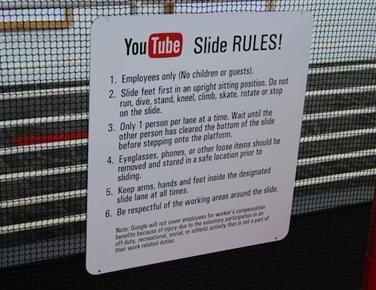 YouTube Slide RULES!
1. Employees only (No children or guests).
2. Slide feet first in an upright sitting position. Do not
run, dive, stand, kneel, climb, skate, rotate or stop
on the slide.
3. Only 1 person per lane at a time. Wait until the
other person has cleared the bottom of the slide
before stepping onto the platform.
4. Eyeglasses, phones, or other loose items should be
removed and stored in a safe location prior to
sliding.
5. Keep arms, hands and feet inside the designated
slide lane at all times.
6. Be respectful of the working areas around the slide.
Note: Google will not cover employees for worker's compensation
benefits because of injury due to the voluntary participation in an
off duty, recreational, social, or athletic activity that is not a part of
their work-related duties.